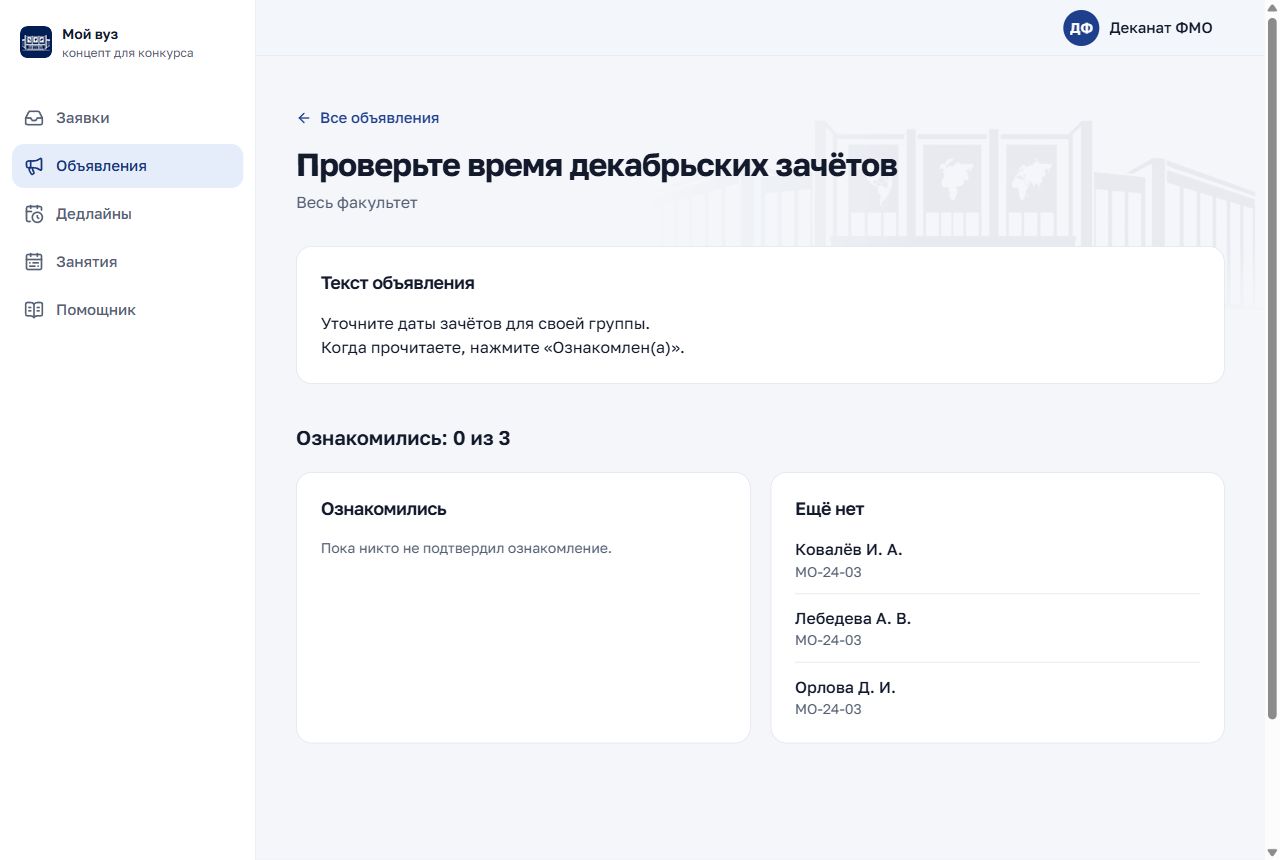 Мой вуз
концепт для конкурса
ДФ
Деканат ФМО
Заявки
Объявления
Дедлайны
Занятия
Помощник
Все объявления
Проверьте время декабрьских зачётов
Весь факультет
Текст объявления
Уточните даты зачётов для своей группы.
Когда прочитаете, нажмите «Ознакомлен(а)».
Ознакомились: 0 из 3
Ознакомились
Пока никто не подтвердил ознакомление.
Ещё нет
Ковалёв И. А.
МО-24-03
Лебедева А. В.
МО-24-03
Орлова Д. И.
МО-24-03